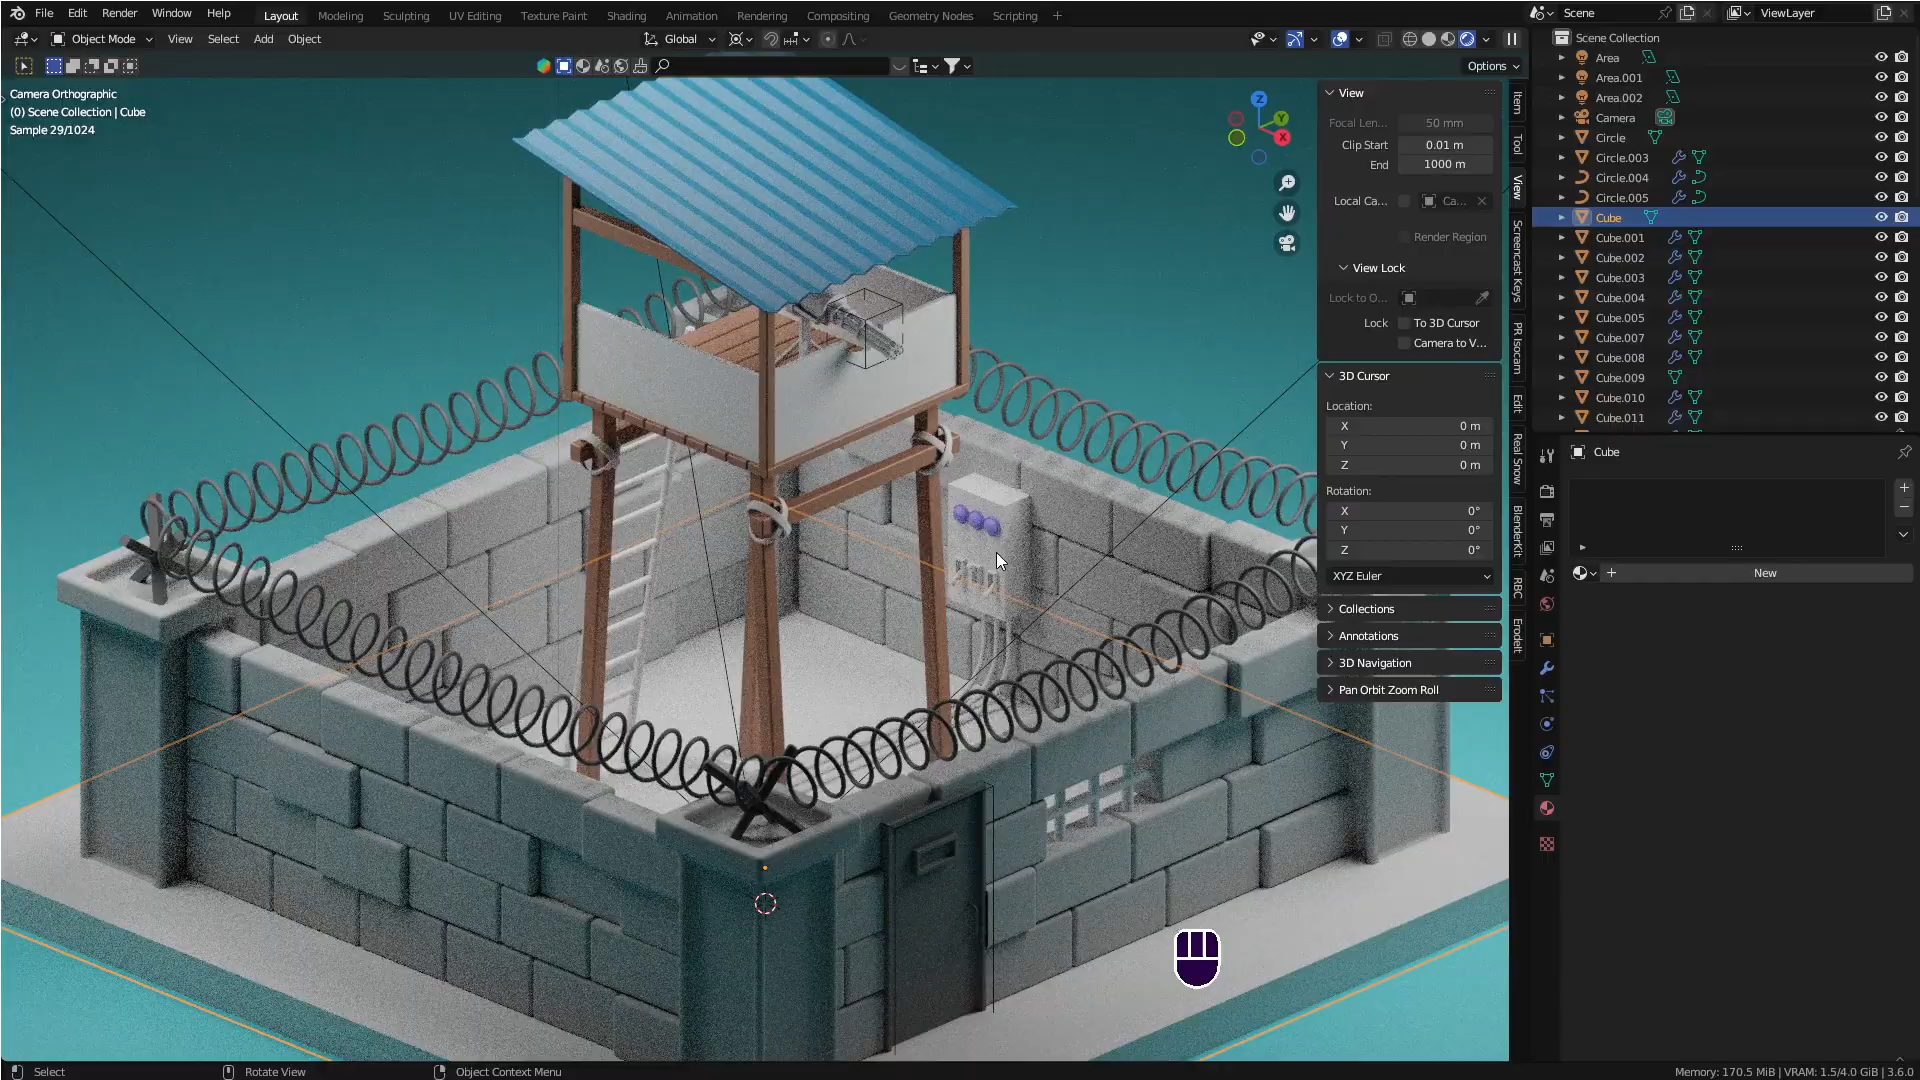 File Edit Render Window Help Layout Modeling Sculpting UV Editing Texture Paint Shading Animation Rendering Compositing Geometry Nodes Scripting +
Scene ViewLayer
Object Mode View Select Add Object Global
Options
Camera Orthographic
(0) Scene Collection | Cube
Sample 29/1024
Z
Y
X
View
Focal Len... 50 mm
Clip Start 0.01 m
End 1000 m
Local Ca... Ca...
Render Region
View Lock
Lock to O...
Lock To 3D Cursor
Camera to V...
3D Cursor
Location:
X 0 m
Y 0 m
Z 0 m
Rotation:
X 0°
Y 0°
Z 0°
XYZ Euler
Collections
Annotations
3D Navigation
Pan Orbit Zoom Roll
Item
Tool
View
Screencast Keys
PR Isocam
Edit
Real Snow
BlenderKit
RBC
Erodelt
Scene Collection
Area
Area.001
Area.002
Camera
Circle
Circle.003
Circle.004
Circle.005
Cube
Cube.001
Cube.002
Cube.003
Cube.004
Cube.005
Cube.007
Cube.008
Cube.009
Cube.010
Cube.011
Cube
New
Select Rotate View Object Context Menu
Memory: 170.5 MiB | VRAM: 1.5/4.0 GiB | 3.6.0